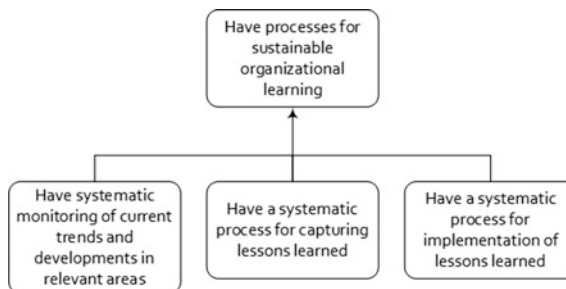 Have processes for
sustainable
organizational
learning
Have systematic
monitoring of current
trends and
developments in
relevant areas
Have a systematic
process for capturing
lessons learned
Have a systematic
process for
implementation of
lessons learned